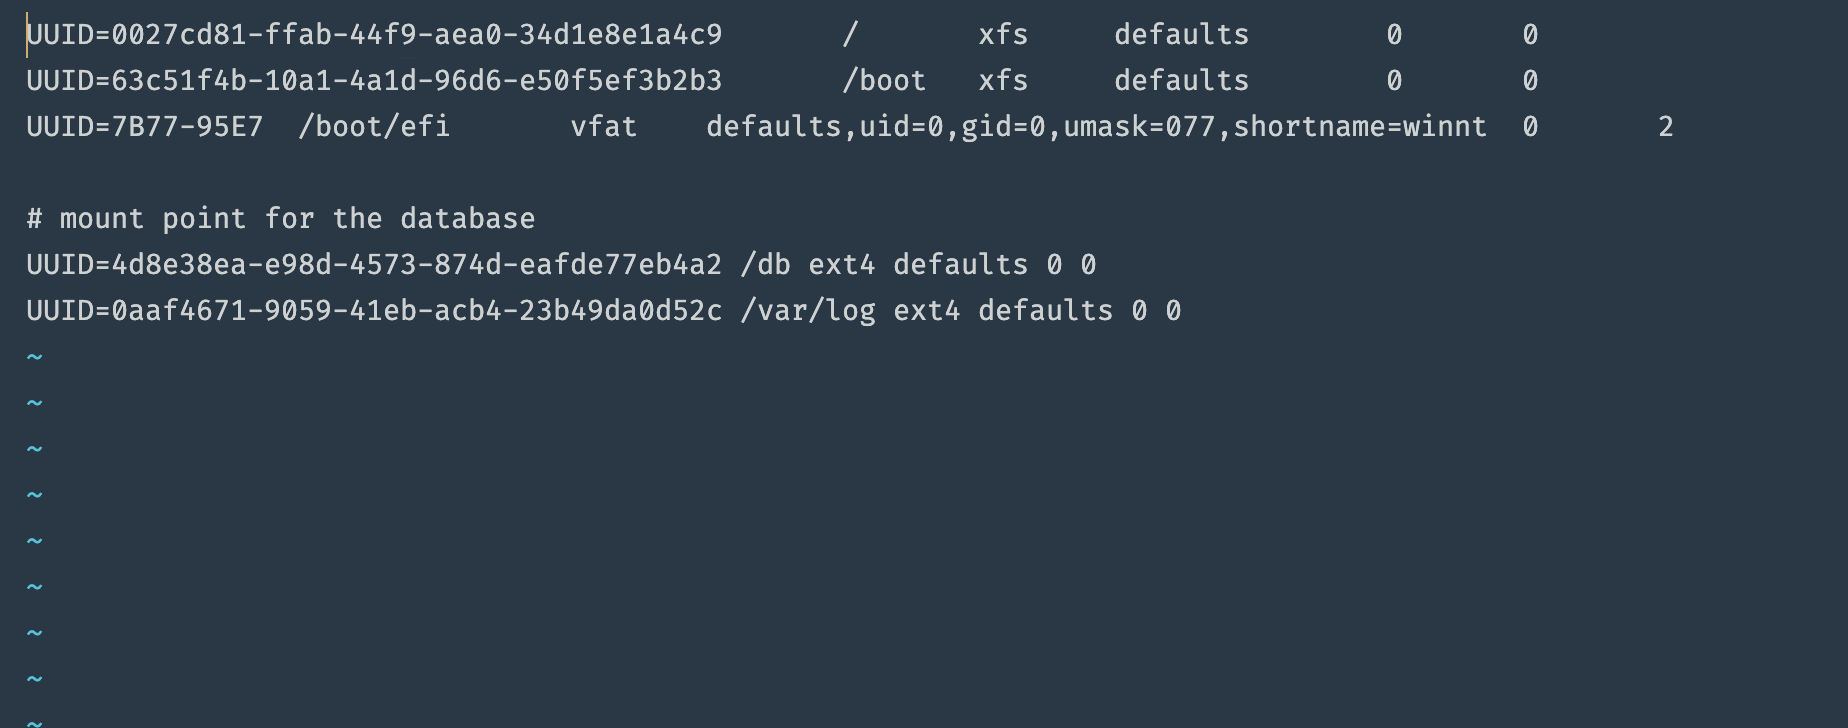 UUID=0027cd81-ffab-44f9-aea0-34d1e8e1a4c9 / xfs defaults 0 0
UUID=63c51f4b-10a1-4a1d-96d6-e50f5ef3b2b3 /boot xfs defaults 0 0
UUID=7B77-95E7 /boot/efi vfat defaults,uid=0,gid=0,umask=077,shortname=winnt 0 2

# mount point for the database
UUID=4d8e38ea-e98d-4573-874d-eafde77eb4a2 /db ext4 defaults 0 0
UUID=0aaf4671-9059-41eb-acb4-23b49da0d52c /var/log ext4 defaults 0 0
~
~
~
~
~
~
~
~
~